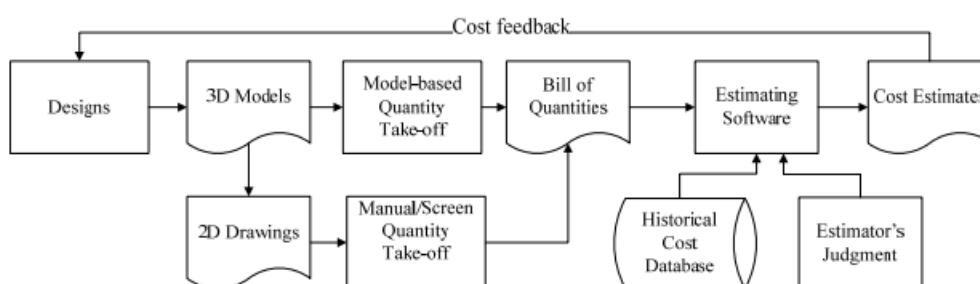 Cost feedback
Designs
3D Models
Model-based
Quantity
Take-off
Bill of
Quantities
Estimating
Software
Cost Estimates
2D Drawings
Manual/Screen
Quantity
Take-off
Historical
Cost
Database
Estimator's
Judgment